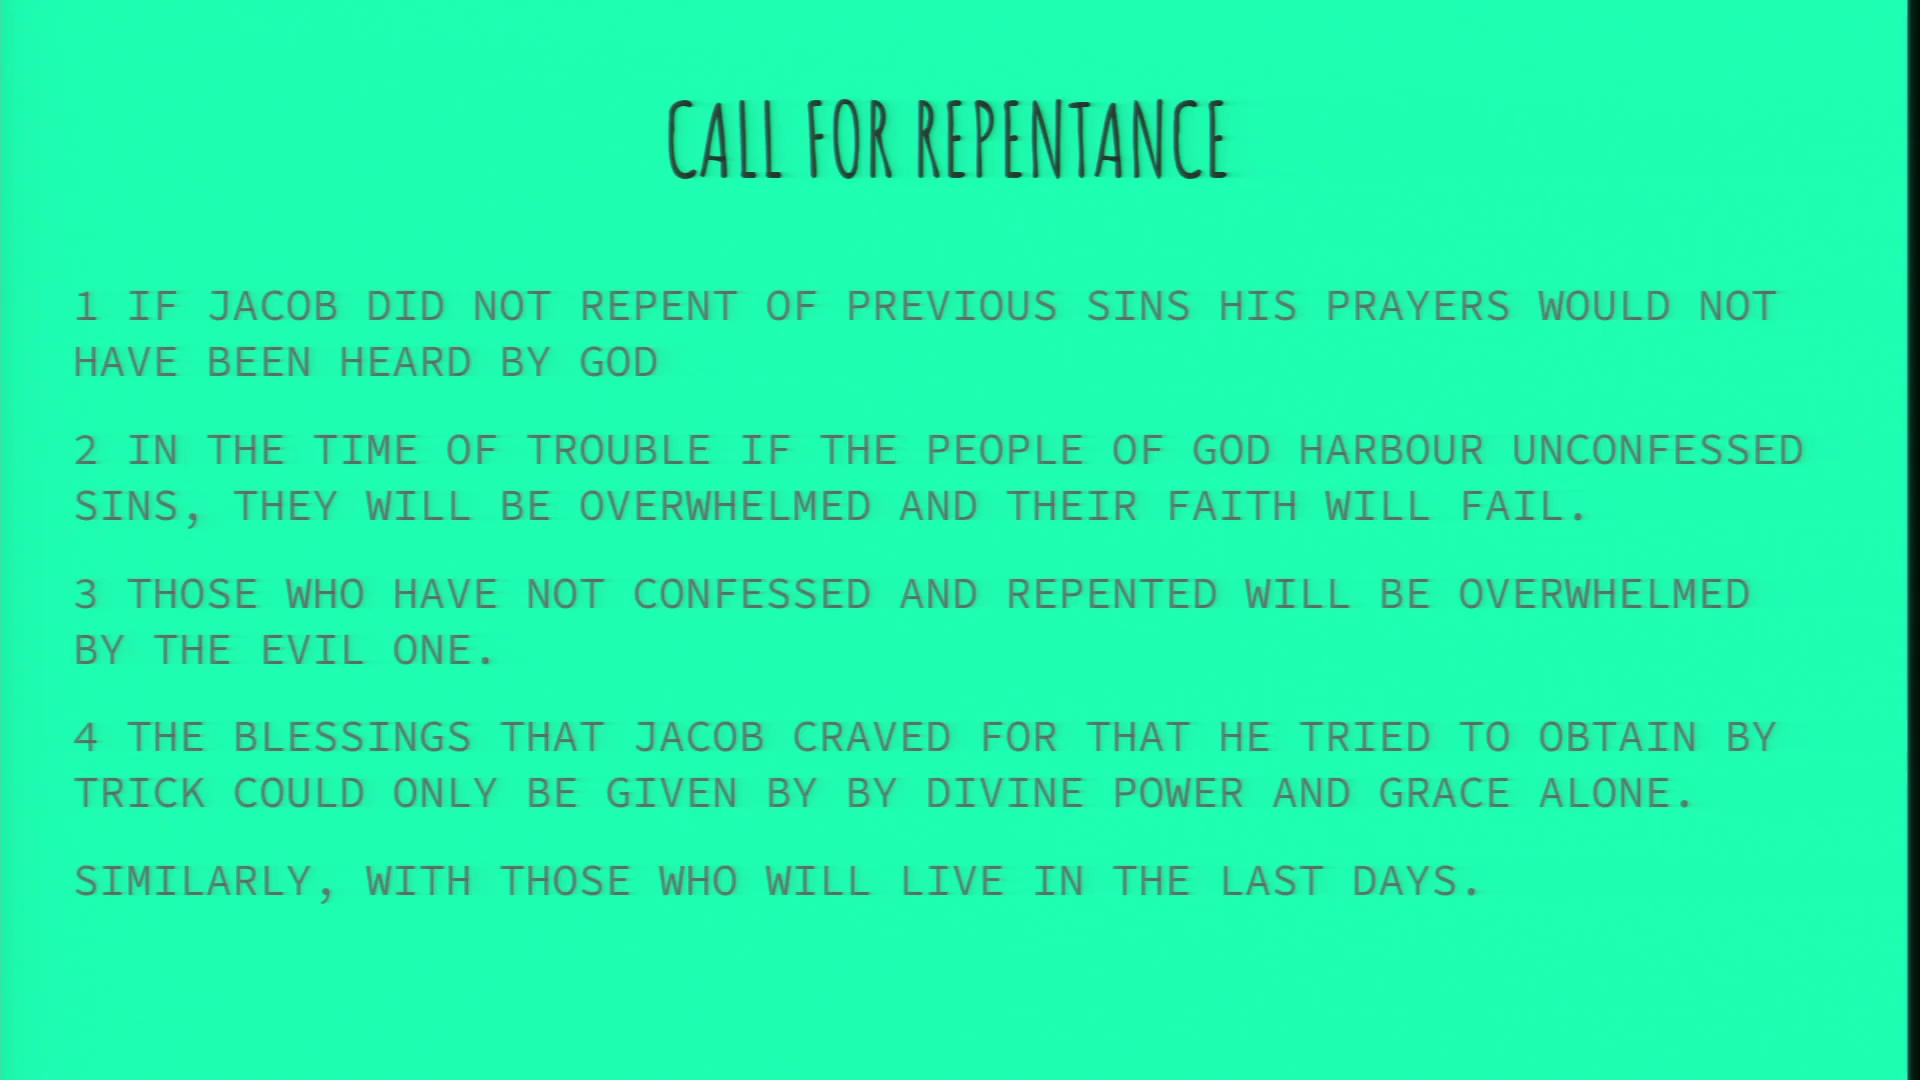 CALL FOR REPENTANCE
1 IF JACOB DID NOT REPENT OF PREVIOUS SINS HIS PRAYERS WOULD NOT
HAVE BEEN HEARD BY GOD
2 IN THE TIME OF TROUBLE IF THE PEOPLE OF GOD HARBOUR UNCONFESSED
SINS, THEY WILL BE OVERWHELMED AND THEIR FAITH WILL FAIL.
3 THOSE WHO HAVE NOT CONFESSED AND REPENTED WILL BE OVERWHELMED
BY THE EVIL ONE.
4 THE BLESSINGS THAT JACOB CRAVED FOR THAT HE TRIED TO OBTAIN BY
TRICK COULD ONLY BE GIVEN BY BY DIVINE POWER AND GRACE ALONE.
SIMILARLY, WITH THOSE WHO WILL LIVE IN THE LAST DAYS.